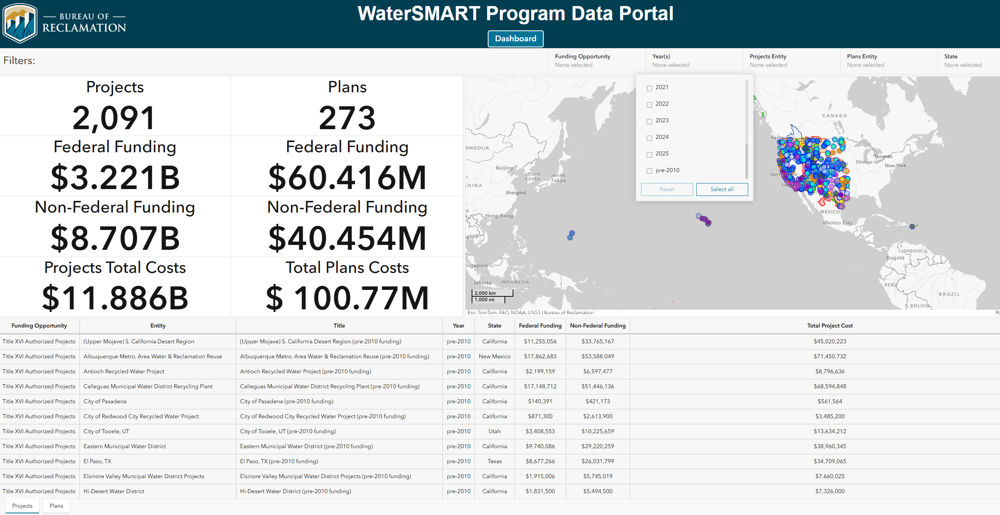 BUREAU OF
RECLAMATION
WaterSMART Program Data Portal
Dashboard
Filters:
Funding Opportunity
None selected
Year(s)
None selected
Projects Entity
None selected
Plans Entity
None selected
State
None selected
Projects
2,091
Plans
273
Federal Funding
$3.221B
Federal Funding
$60.416M
Non-Federal Funding
$8.707B
Non-Federal Funding
$40.454M
Projects Total Costs
$11.886B
Total Plans Costs
$ 100.77M
2021
2022
2023
2024
2025
pre-2010
Reset
Select all
CANADA
Vancouver
Toronto
Chicago
New York
UNITED
STATES
San Francisco
Los Angeles
MÉXICO
Mexico City
ONGOLIA
Beijing
SOUTH
KOREA
JAPAN
Tokyo
CHINA
Shanghai
R
Hong Kong
ngkok
ingapore
Jakarta
INDONESIA
VENEZUELA
Bogotá
PERÚ
BRAZIL
BOLIVIA
2,000 km
1,000 mi
Esri, TomTom, FAO, NOAA, USGS | Bureau of Reclamation
Po
Funding Opportunity Entity Title Year State Federal Funding Non-Federal Funding Total Project Cost
Title XVI Authorized Projects (Upper Mojave) S. California Desert Region (Upper Mojave) S. California Desert Region (pre-2010 funding) pre-2010 California $11,255,056 $33,765,167 $45,020,223
Title XVI Authorized Projects Albuquerque Metro. Area Water & Reclamation Reuse Albuquerque Metro. Area Water & Reclamation Reuse (pre-2010 funding) pre-2010 New Mexico $17,862,683 $53,588,049 $71,450,732
Title XVI Authorized Projects Antioch Recycled Water Project Antioch Recycled Water Project (pre-2010 funding) pre-2010 California $2,199,159 $6,597,477 $8,796,636
Title XVI Authorized Projects Calleguas Municipal Water District Recycling Plant Calleguas Municipal Water District Recycling Plant (pre-2010 funding) pre-2010 California $17,148,712 $51,446,136 $68,594,848
Title XVI Authorized Projects City of Pasadena City of Pasadena (pre-2010 funding) pre-2010 California $140,391 $421,173 $561,564
Title XVI Authorized Projects City of Redwood City Recycled Water Project City of Redwood City Recycled Water Project (pre-2010 funding) pre-2010 California $871,300 $2,613,900 $3,485,200
Title XVI Authorized Projects City of Tooele, UT City of Tooele, UT (pre-2010 funding) pre-2010 Utah $3,408,553 $10,225,659 $13,634,212
Title XVI Authorized Projects Eastern Municipal Water District Eastern Municipal Water District (pre-2010 funding) pre-2010 California $9,740,086 $29,220,259 $38,960,345
Title XVI Authorized Projects El Paso, TX El Paso, TX (pre-2010 funding) pre-2010 Texas $8,677,266 $26,031,799 $34,709,065
Title XVI Authorized Projects Elsinore Valley Muncipal Water District Projects Elsinore Valley Muncipal Water District Projects (pre-2010 funding) pre-2010 California $1,915,006 $5,745,019 $7,660,025
Title XVI Authorized Projects Hi-Desert Water District Hi-Desert Water District (pre-2010 funding) pre-2010 California $1,831,500 $5,494,500 $7,326,000
Projects Plans